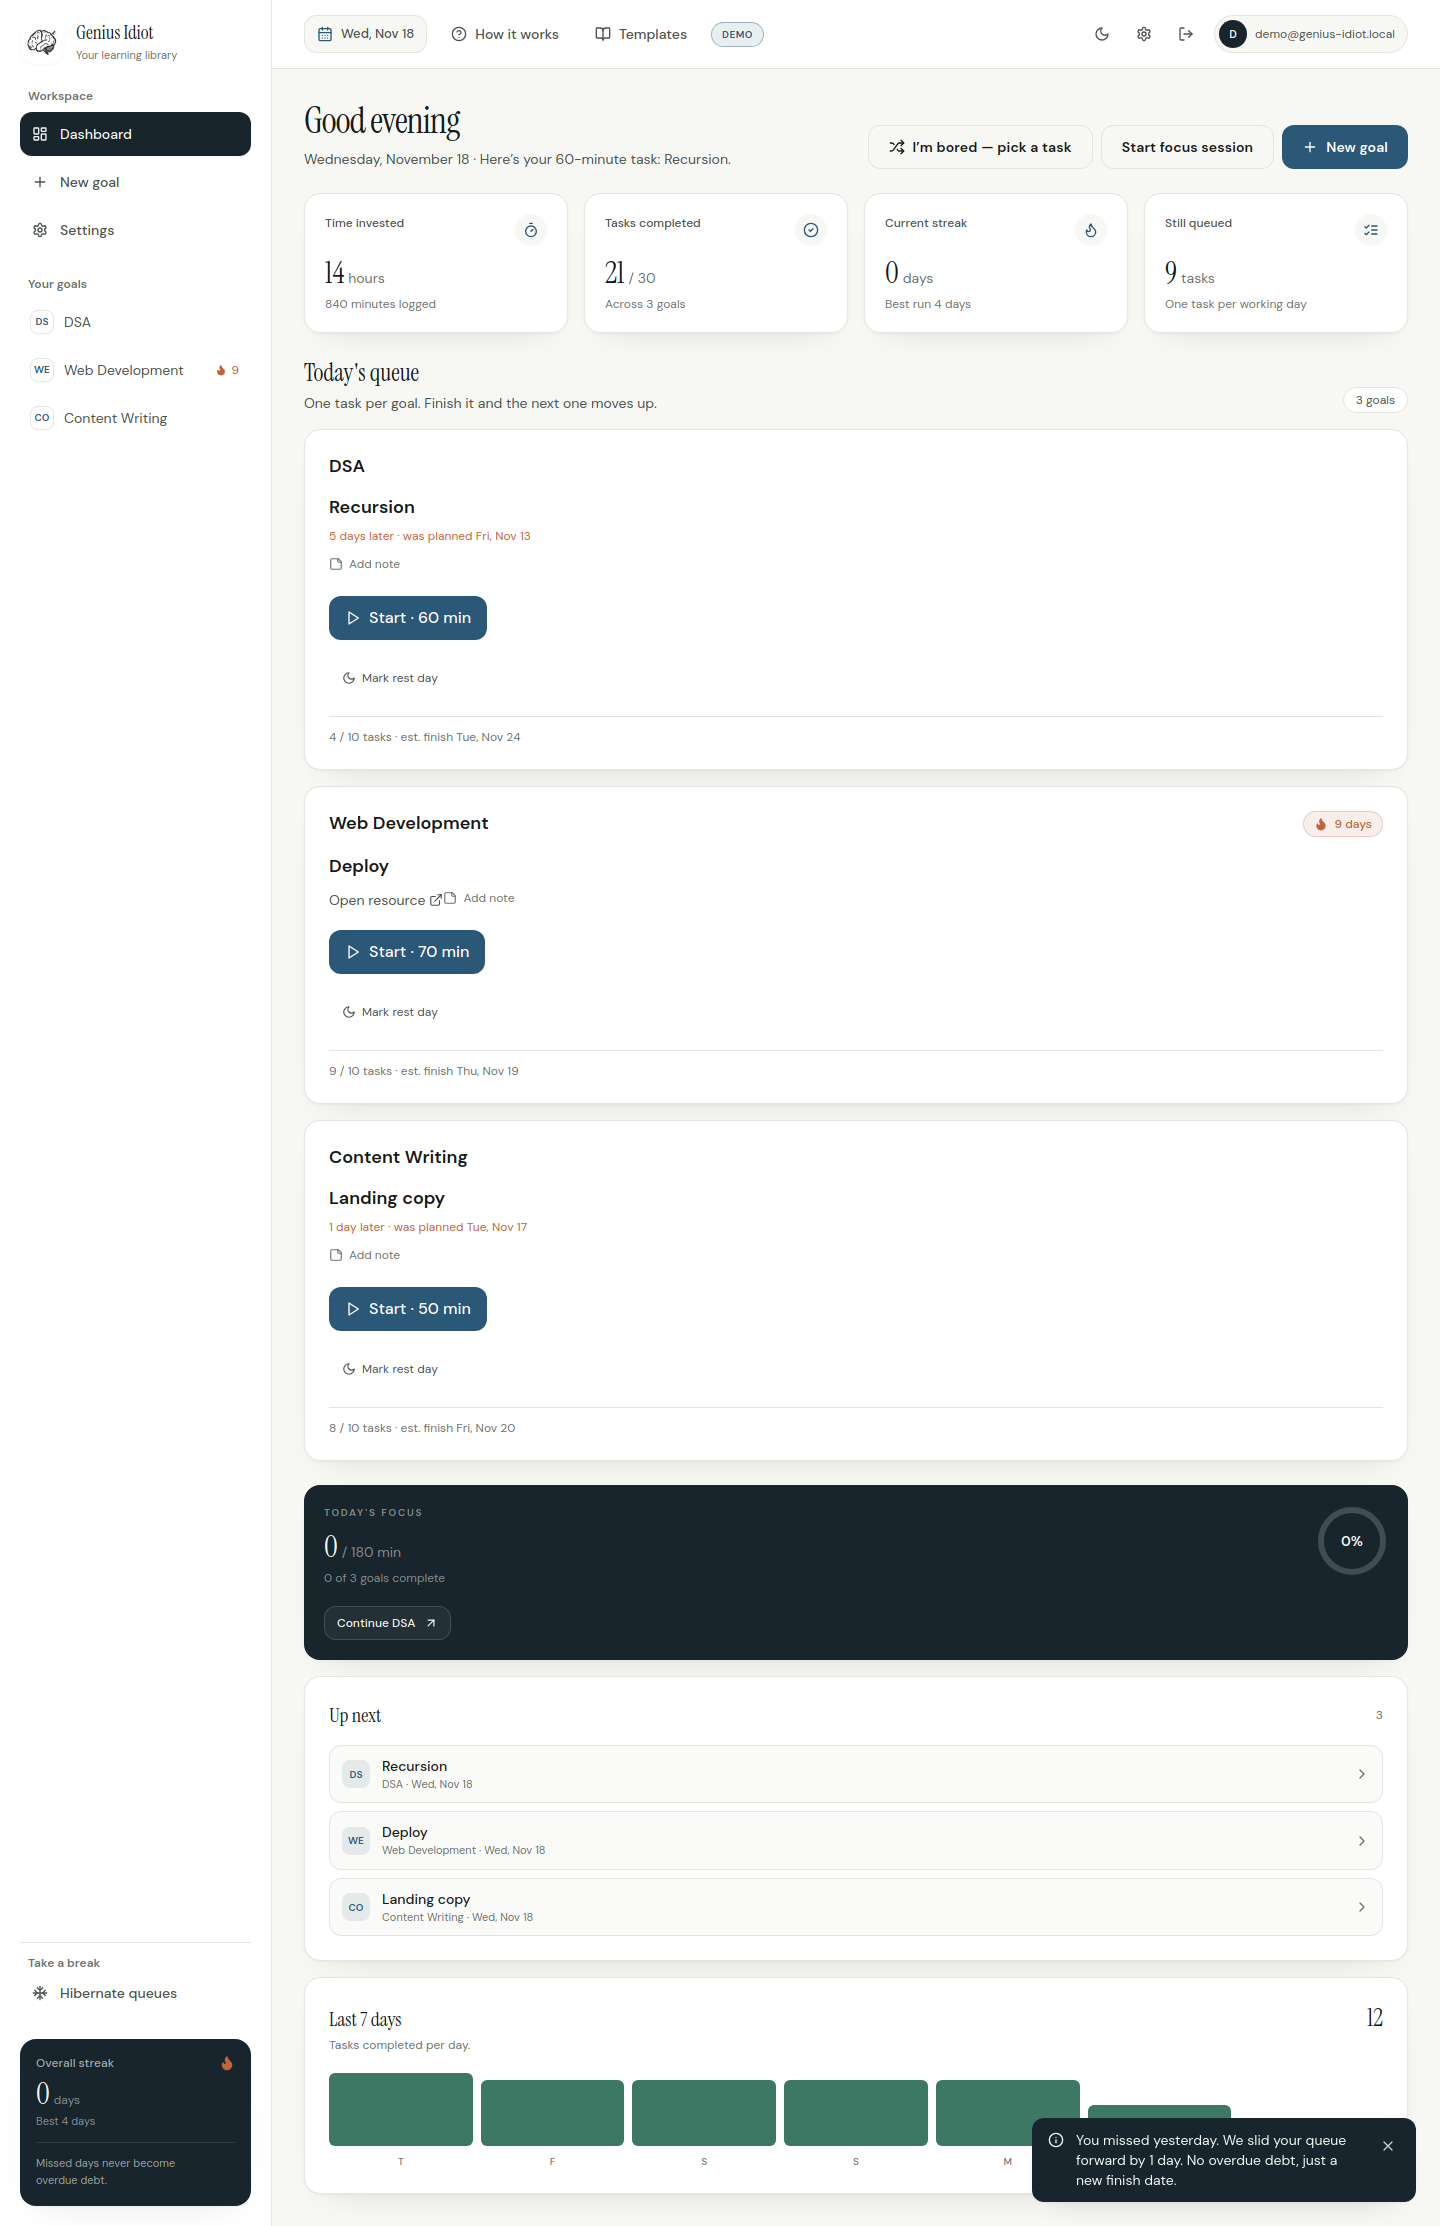 Genius Idiot
Your learning library
Workspace
Dashboard
New goal
Settings
Your goals
DS DSA
WE Web Development 9
CO Content Writing
Take a break
Hibernate queues
Overall streak
0 days
Best 4 days
Missed days never become
overdue debt.
Wed, Nov 18
How it works
Templates
DEMO
D demo@genius-idiot.local
Good evening
Wednesday, November 18 · Here’s your 60-minute task: Recursion.
I’m bored — pick a task
Start focus session
New goal
Time invested
14 hours
840 minutes logged
Tasks completed
21 / 30
Across 3 goals
Current streak
0 days
Best run 4 days
Still queued
9 tasks
One task per working day
Today's queue
One task per goal. Finish it and the next one moves up.
3 goals
DSA
Recursion
5 days later · was planned Fri, Nov 13
Add note
Start · 60 min
Mark rest day
4 / 10 tasks · est. finish Tue, Nov 24
Web Development
9 days
Deploy
Open resource Add note
Start · 70 min
Mark rest day
9 / 10 tasks · est. finish Thu, Nov 19
Content Writing
Landing copy
1 day later · was planned Tue, Nov 17
Add note
Start · 50 min
Mark rest day
8 / 10 tasks · est. finish Fri, Nov 20
TODAY'S FOCUS
0 / 180 min
0 of 3 goals complete
0%
Continue DSA
Up next
3
DS Recursion
DSA · Wed, Nov 18
WE Deploy
Web Development · Wed, Nov 18
CO Landing copy
Content Writing · Wed, Nov 18
Last 7 days
12
Tasks completed per day.
T F S S M
You missed yesterday. We slid your queue
forward by 1 day. No overdue debt, just a
new finish date.